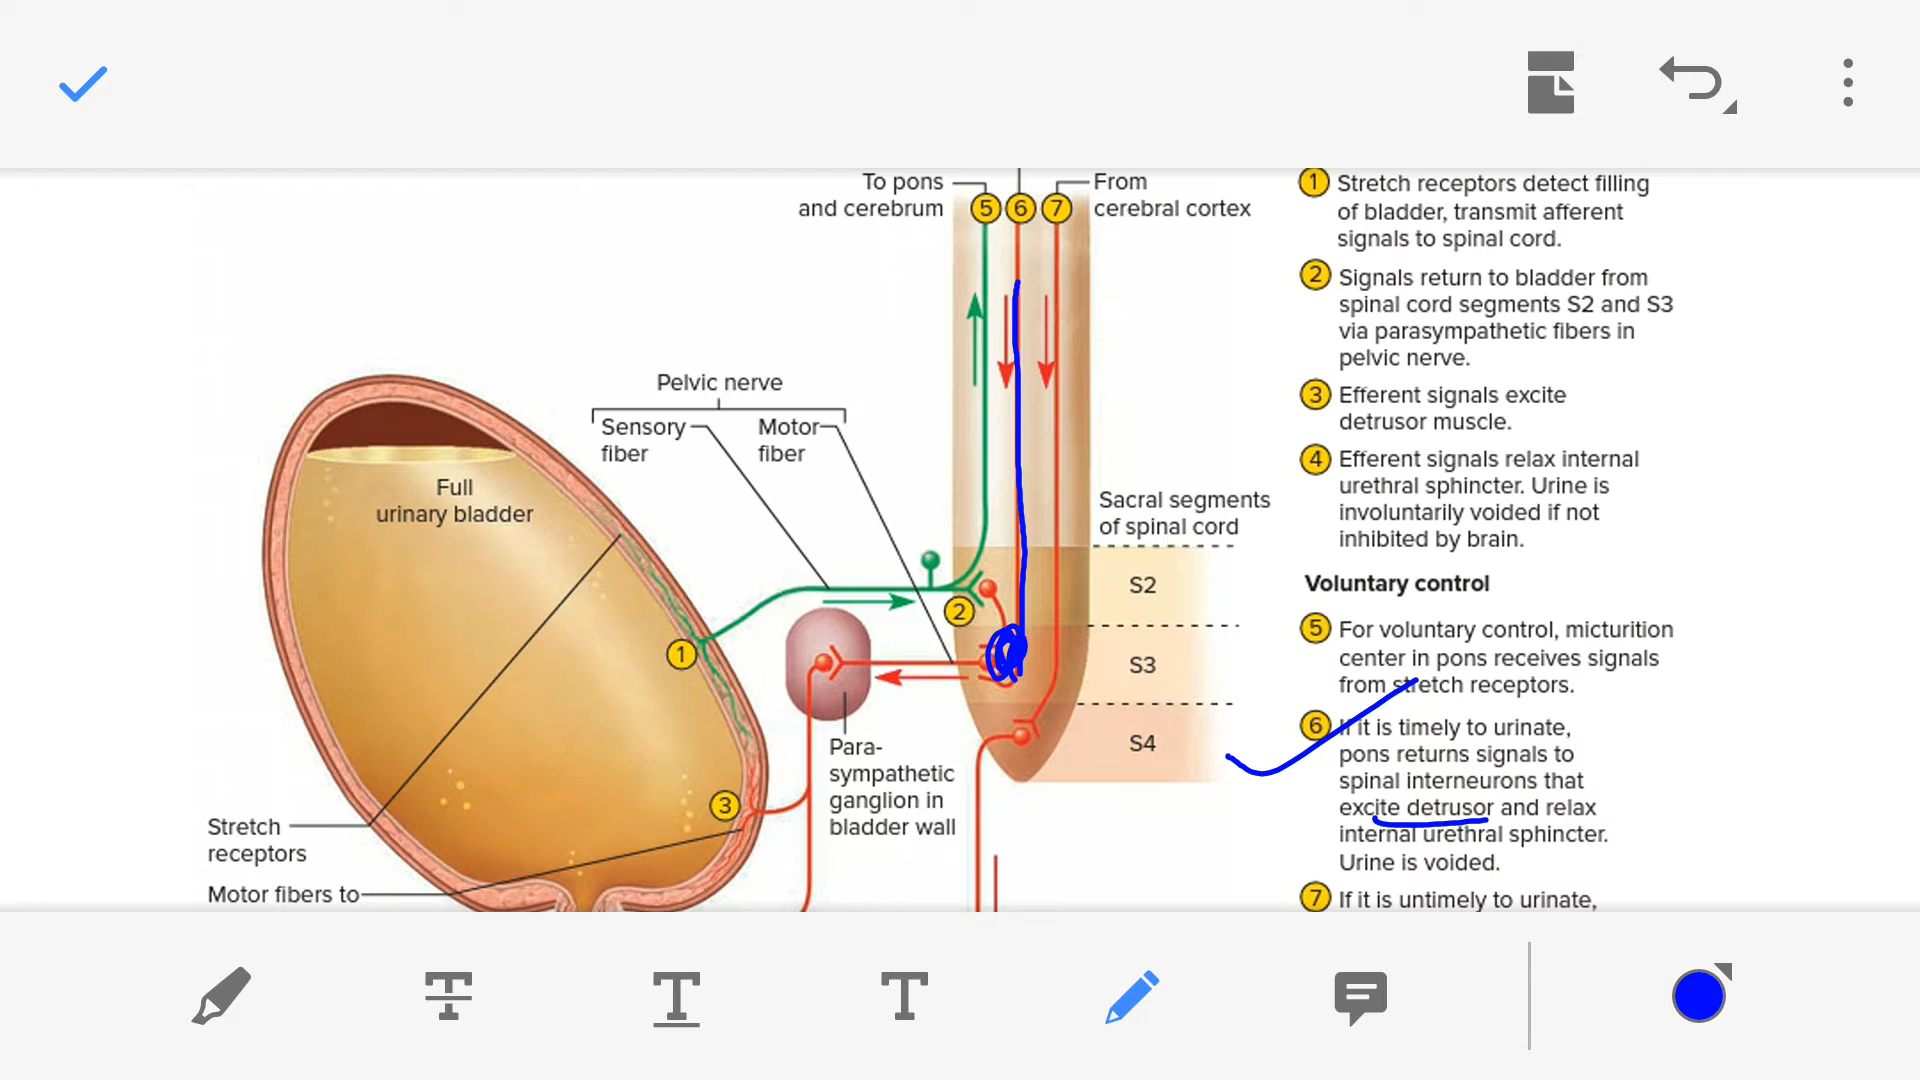 To pons
and cerebrum
5
6
7
From
cerebral cortex
Pelvic nerve
Sensory
fiber
Motor
fiber
Full
urinary bladder
Sacral segments
of spinal cord
S2
S3
S4
2
1
3
Para-
sympathetic
ganglion in
bladder wall
Stretch
receptors
Motor fibers to
1 Stretch receptors detect filling
of bladder, transmit afferent
signals to spinal cord.
2 Signals return to bladder from
spinal cord segments S2 and S3
via parasympathetic fibers in
pelvic nerve.
3 Efferent signals excite
detrusor muscle.
4 Efferent signals relax internal
urethral sphincter. Urine is
involuntarily voided if not
inhibited by brain.
Voluntary control
5 For voluntary control, micturition
center in pons receives signals
from stretch receptors.
6 If it is timely to urinate,
pons returns signals to
spinal interneurons that
excite detrusor and relax
internal urethral sphincter.
Urine is voided.
7 If it is untimely to urinate,